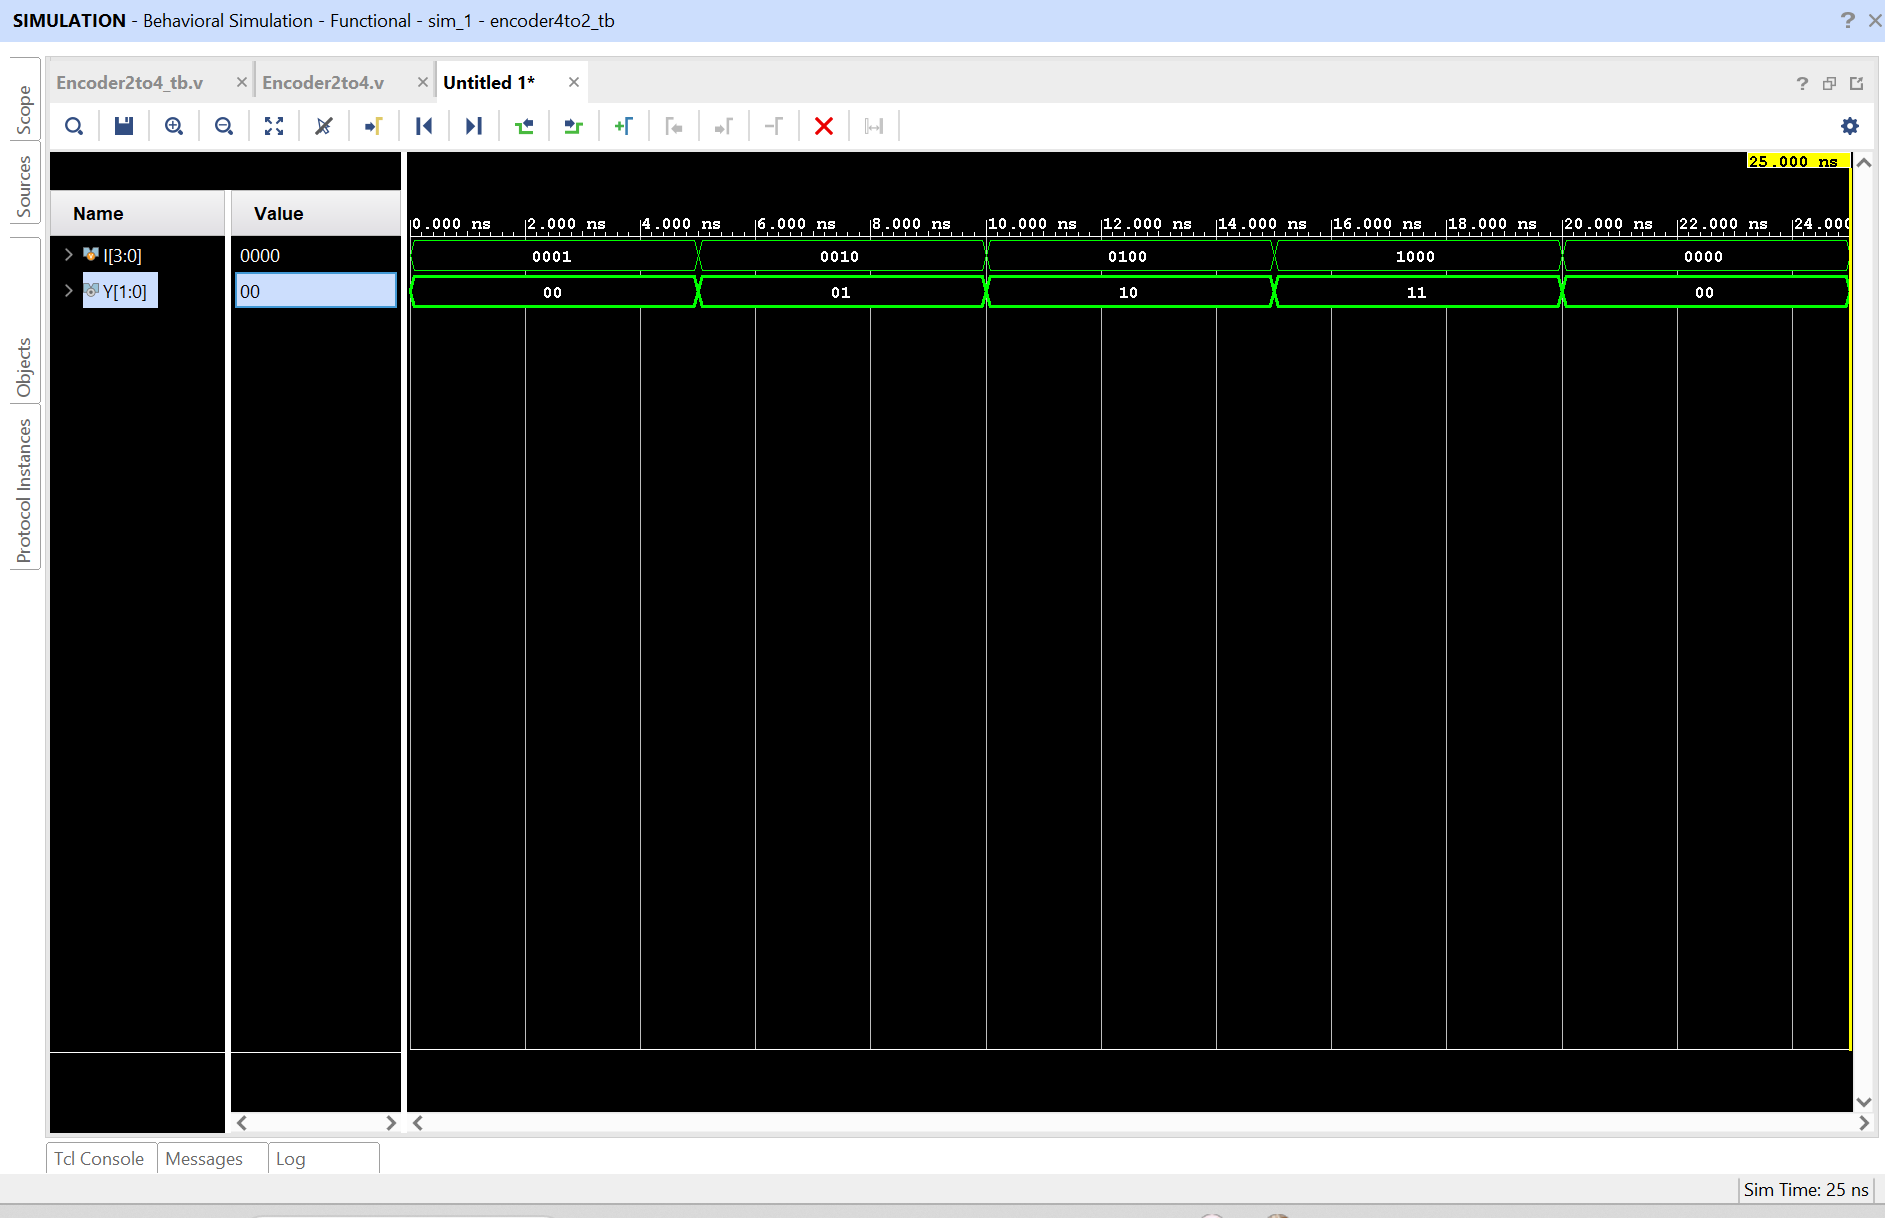 SIMULATION - Behavioral Simulation - Functional - sim_1 - encoder4to2_tb
Scope
Sources
Objects
Protocol Instances
Encoder2to4_tb.v
Encoder2to4.v
Untitled 1*
25.000 ns
Name Value
0.000 ns 2.000 ns 4.000 ns 6.000 ns 8.000 ns 10.000 ns 12.000 ns 14.000 ns 16.000 ns 18.000 ns 20.000 ns 22.000 ns 24.000
I[3:0] 0000 0001 0010 0100 1000 0000
Y[1:0] 00 00 01 10 11 00
Tcl Console Messages Log
Sim Time: 25 ns